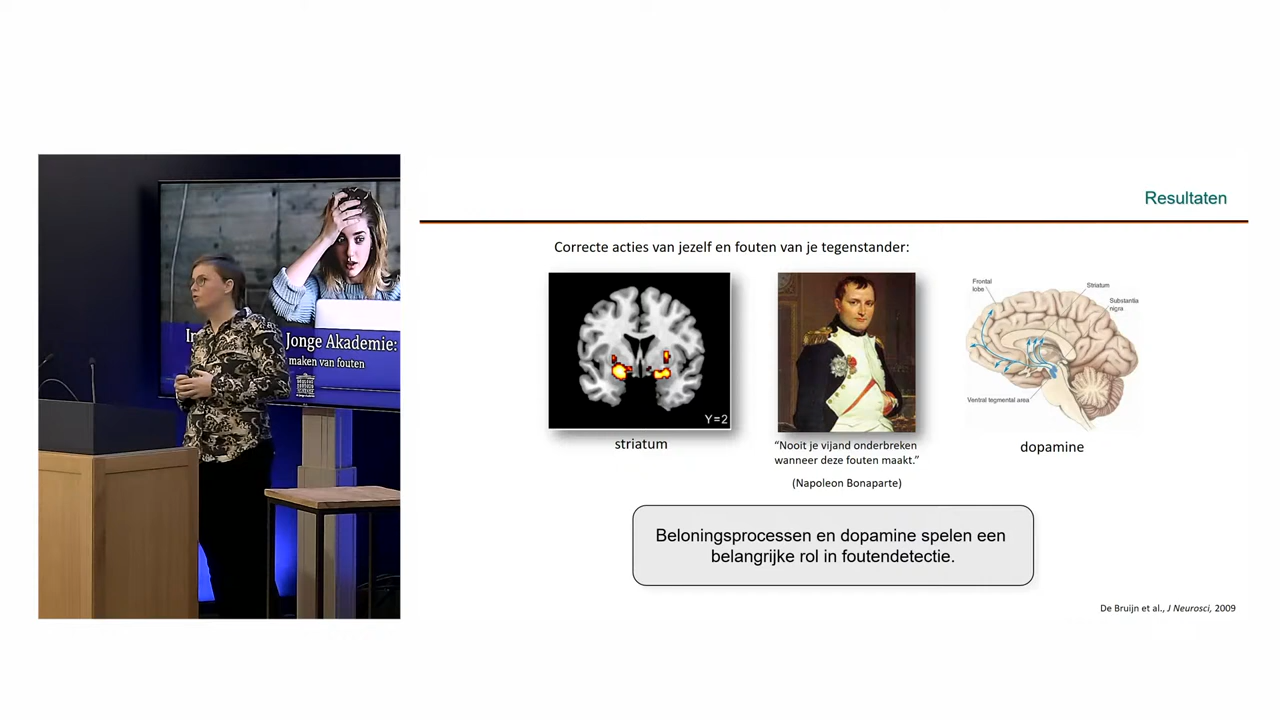 Jonge Akademie:
maken van fouten
Resultaten
Correcte acties van jezelf en fouten van je tegenstander:
Y=2
striatum
“Nooit je vijand onderbreken
wanneer deze fouten maakt.”
(Napoleon Bonaparte)
Frontal
lobe
Striatum
Substantia
nigra
Ventral tegmental area
dopamine
Beloningsprocessen en dopamine spelen een
belangrijke rol in foutendetectie.
De Bruijn et al., J Neurosci, 2009